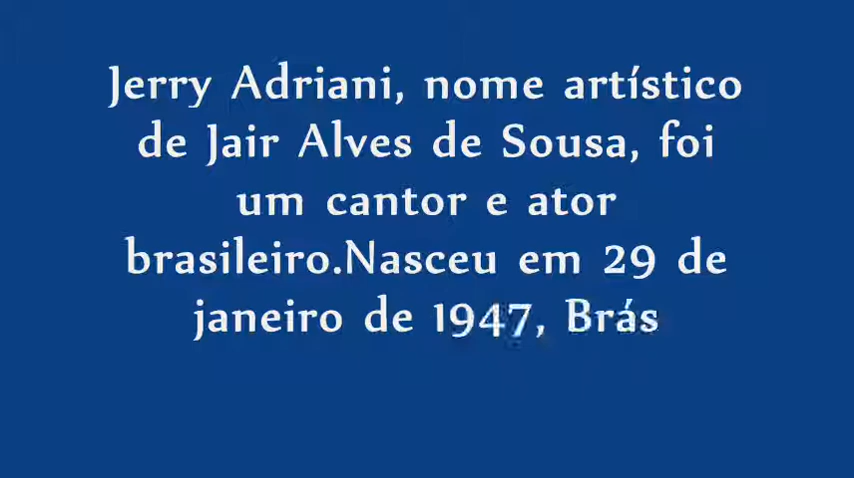 Jerry Adriani, nome artístico
de Jair Alves de Sousa, foi
um cantor e ator
brasileiro.Nasceu em 29 de
janeiro de 1947, Brás